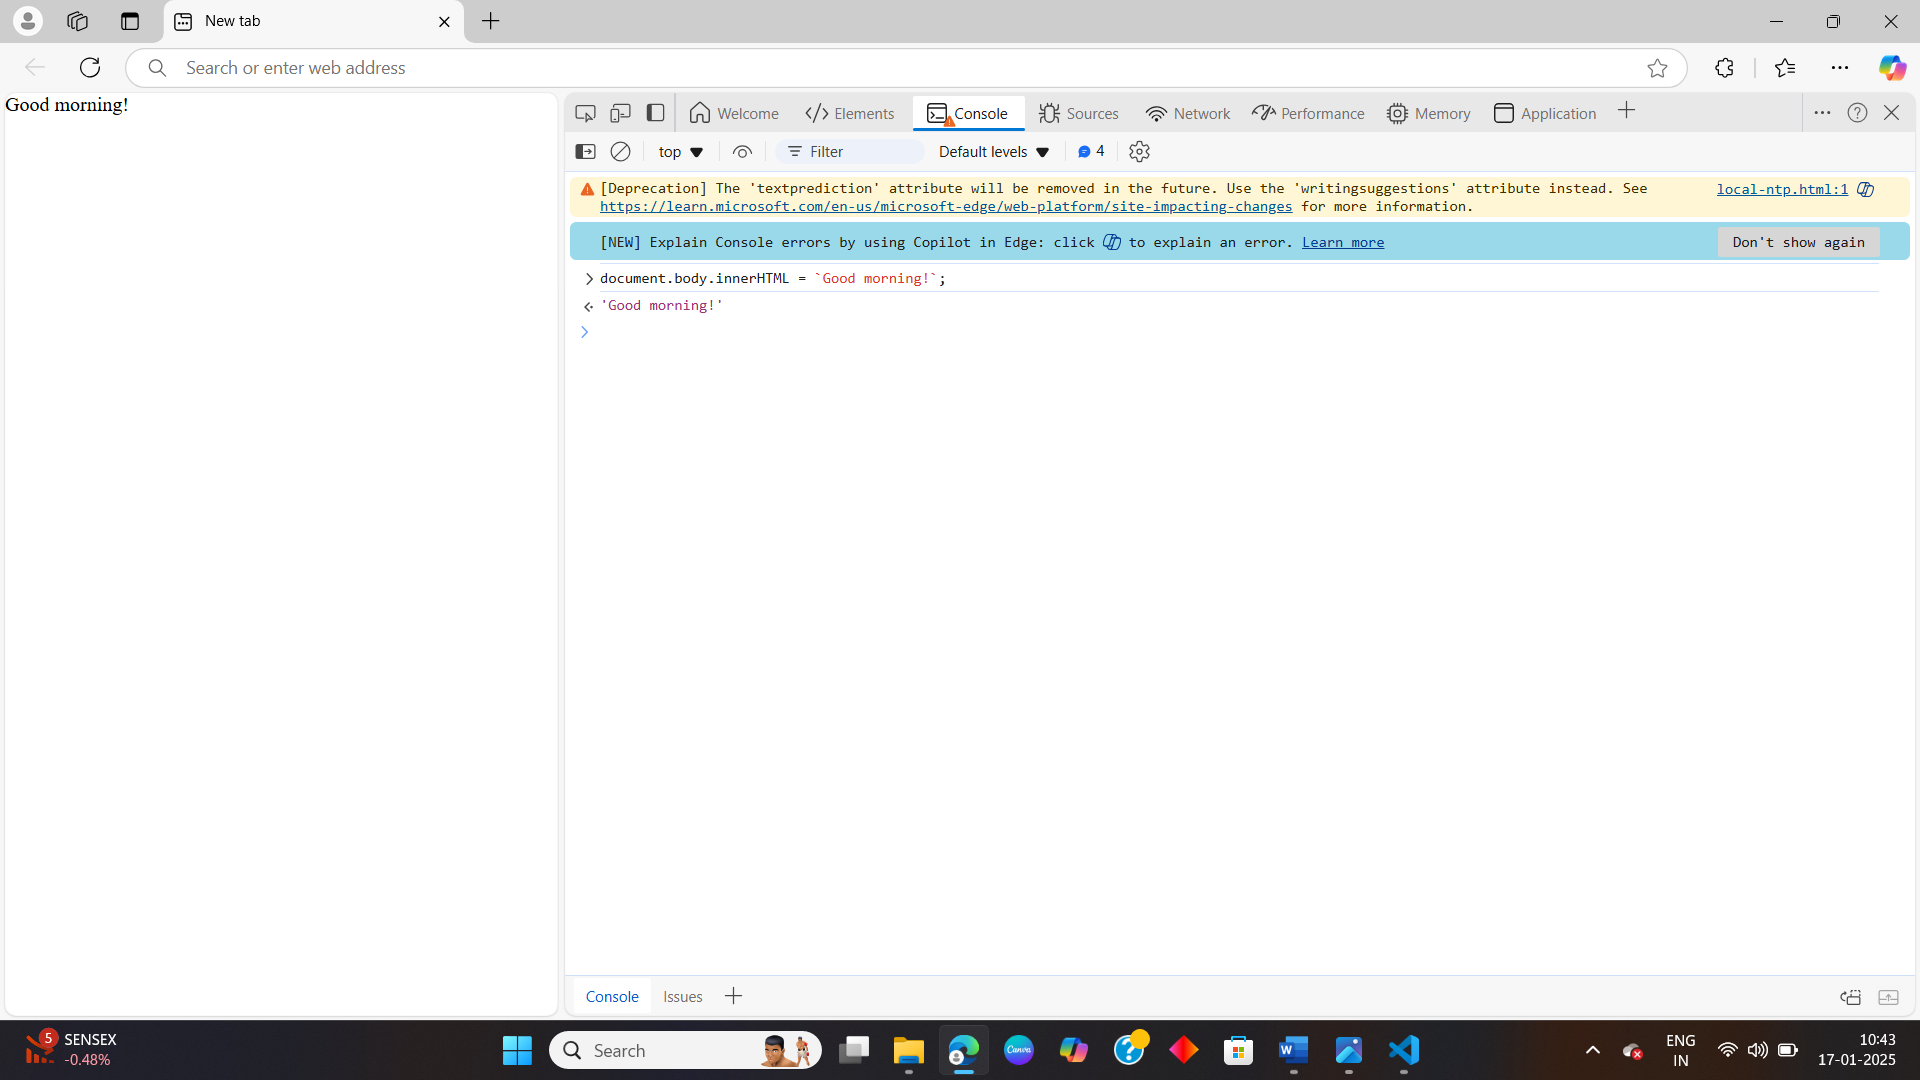 New tab
Search or enter web address
Good morning!
Welcome
Elements
Console
Sources
Network
Performance
Memory
Application
top
Filter
Default levels
4
[Deprecation] The 'textprediction' attribute will be removed in the future. Use the 'writingsuggestions' attribute instead. See
local-ntp.html:1
https://learn.microsoft.com/en-us/microsoft-edge/web-platform/site-impacting-changes for more information.
[NEW] Explain Console errors by using Copilot in Edge: click to explain an error. Learn more
Don't show again
document.body.innerHTML = `Good morning!`;
'Good morning!'
Console
Issues
5
SENSEX
-0.48%
Search
Canva
W
ENG
IN
10:43
17-01-2025